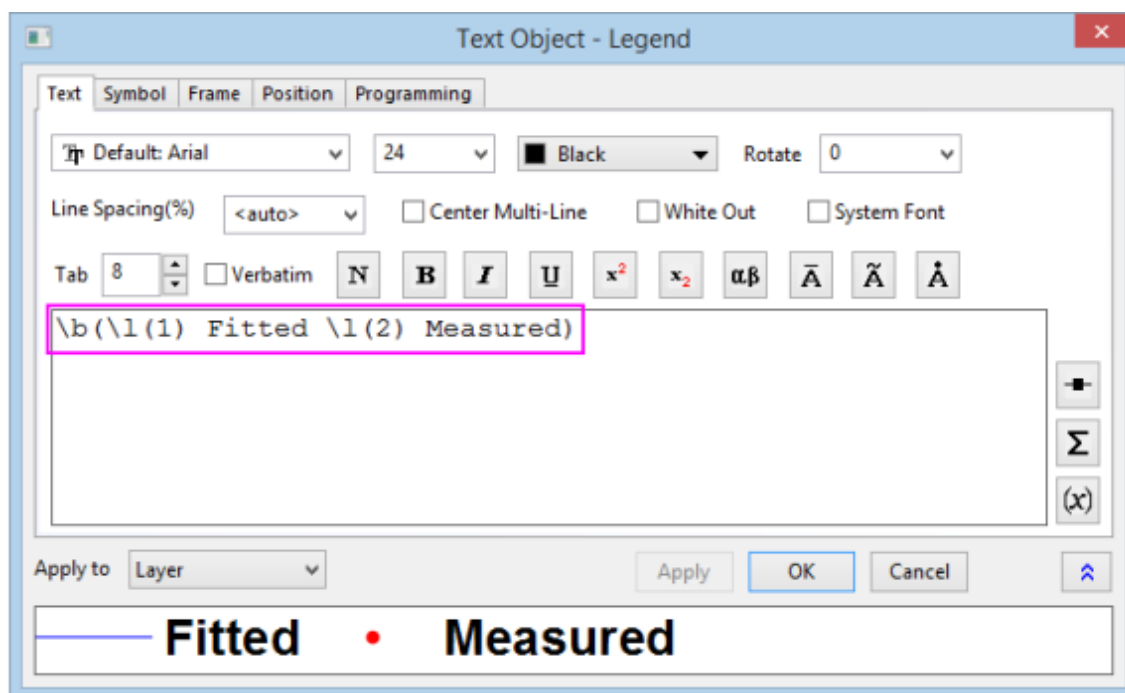 Text Object - Legend
Text Symbol Frame Position Programming
Default: Arial 24 Black Rotate 0
Line Spacing(%) <auto> Center Multi-Line White Out System Font
Tab 8 Verbatim N B I U x² x₂ αβ Ā Ã Å
\b(\l(1) Fitted \l(2) Measured)
Σ
(x)
Apply to Layer Apply OK Cancel
Fitted Measured